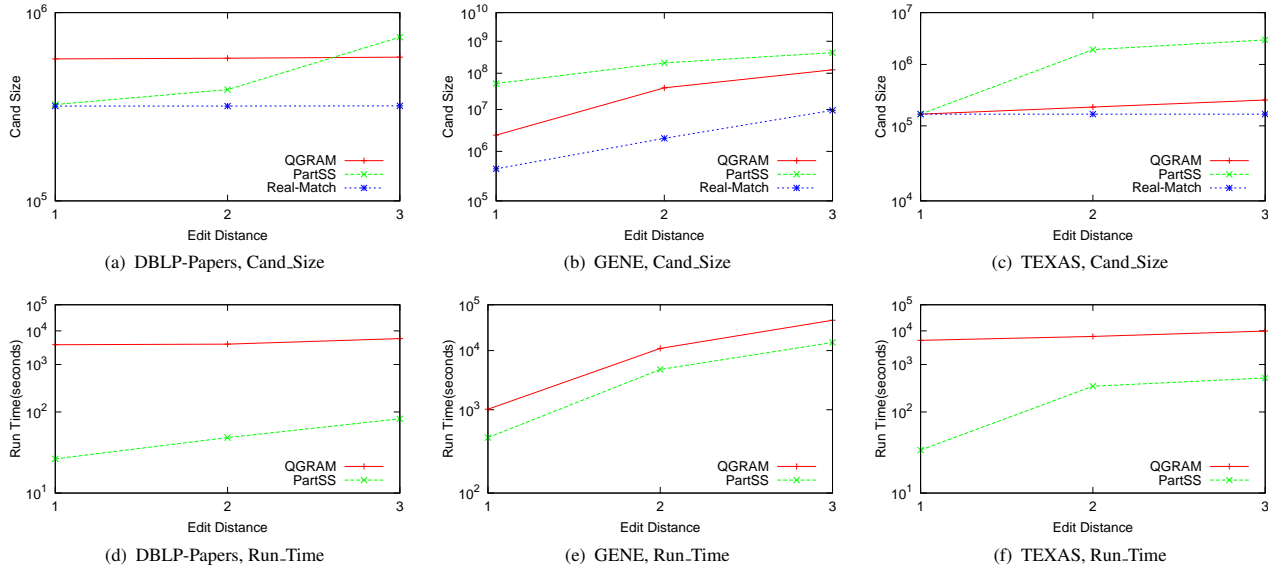 10^6
10^5
Cand Size
QGRAM
PartSS
Real-Match
1 2 3
Edit Distance
(a) DBLP-Papers, Cand_Size
10^10
10^9
10^8
10^7
10^6
10^5
Cand Size
QGRAM
PartSS
Real-Match
1 2 3
Edit Distance
(b) GENE, Cand_Size
10^7
10^6
10^5
10^4
Cand Size
QGRAM
PartSS
Real-Match
1 2 3
Edit Distance
(c) TEXAS, Cand_Size
10^5
10^4
10^3
10^2
10^1
Run Time(seconds)
QGRAM
PartSS
1 2 3
Edit Distance
(d) DBLP-Papers, Run_Time
10^5
10^4
10^3
10^2
Run Time(seconds)
QGRAM
PartSS
1 2 3
Edit Distance
(e) GENE, Run_Time
10^5
10^4
10^3
10^2
10^1
Run Time(seconds)
QGRAM
PartSS
1 2 3
Edit Distance
(f) TEXAS, Run_Time